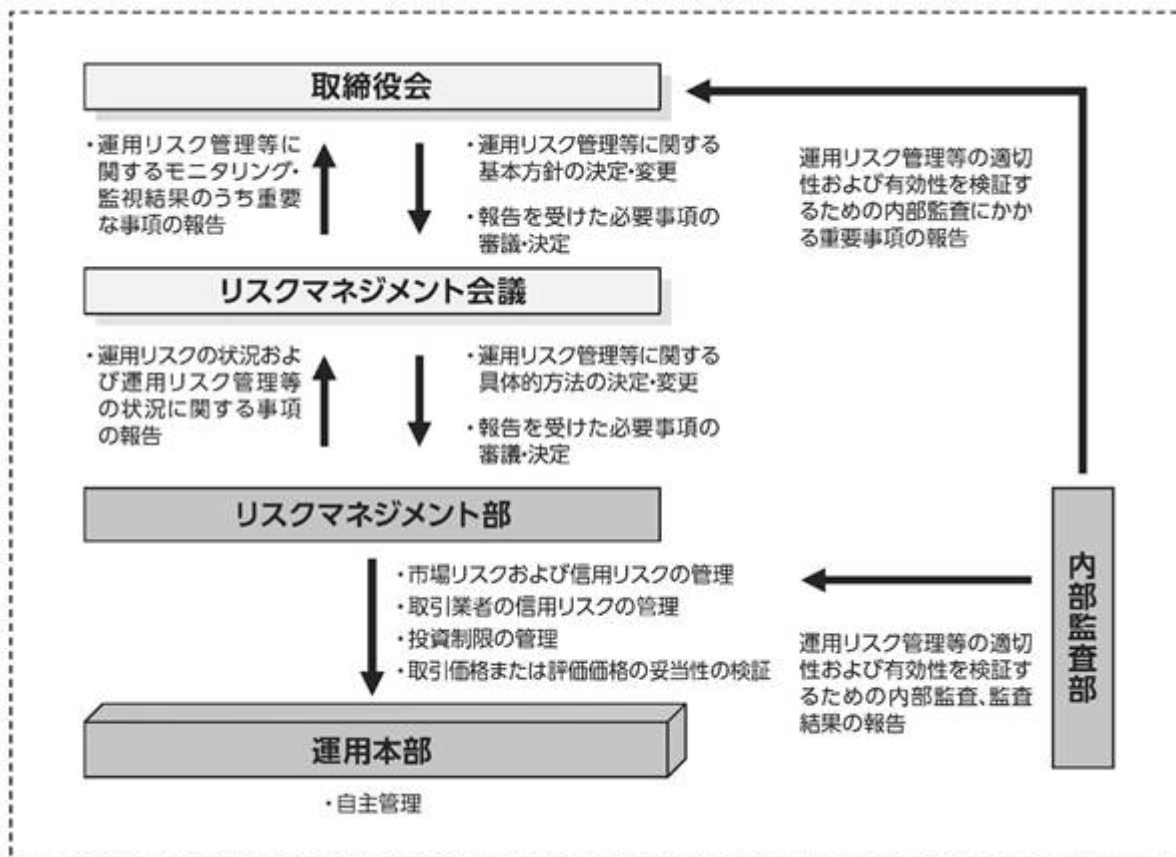 取締役会
・運用リスク管理等に
関するモニタリング・
監視結果のうち重要
な事項の報告
・運用リスク管理等に関する
基本方針の決定・変更
・報告を受けた必要事項の
審議・決定
運用リスク管理等の適切
性および有効性を検証す
るための内部監査にかか
る重要事項の報告
リスクマネジメント会議
・運用リスクの状況およ
び運用リスク管理等
の状況に関する事項
の報告
・運用リスク管理等に関する
具体的方法の決定・変更
・報告を受けた必要事項の
審議・決定
リスクマネジメント部
・市場リスクおよび信用リスクの管理
・取引業者の信用リスクの管理
・投資制限の管理
・取引価格または評価価格の妥当性の検証
運用リスク管理等の適切
性および有効性を検証す
るための内部監査、監査
結果の報告
内部監査部
運用本部
・自主管理